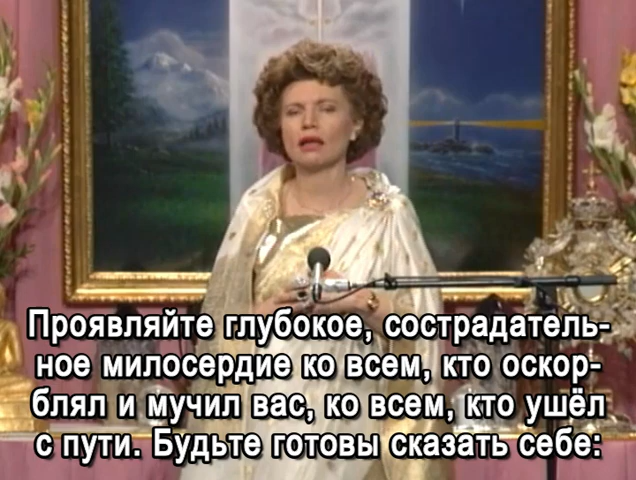 Проявляйте глубокое, сострадатель-
ное милосердие ко всем, кто оскор-
блял и мучил вас, ко всем, кто ушёл
с пути. Будьте готовы сказать себе: